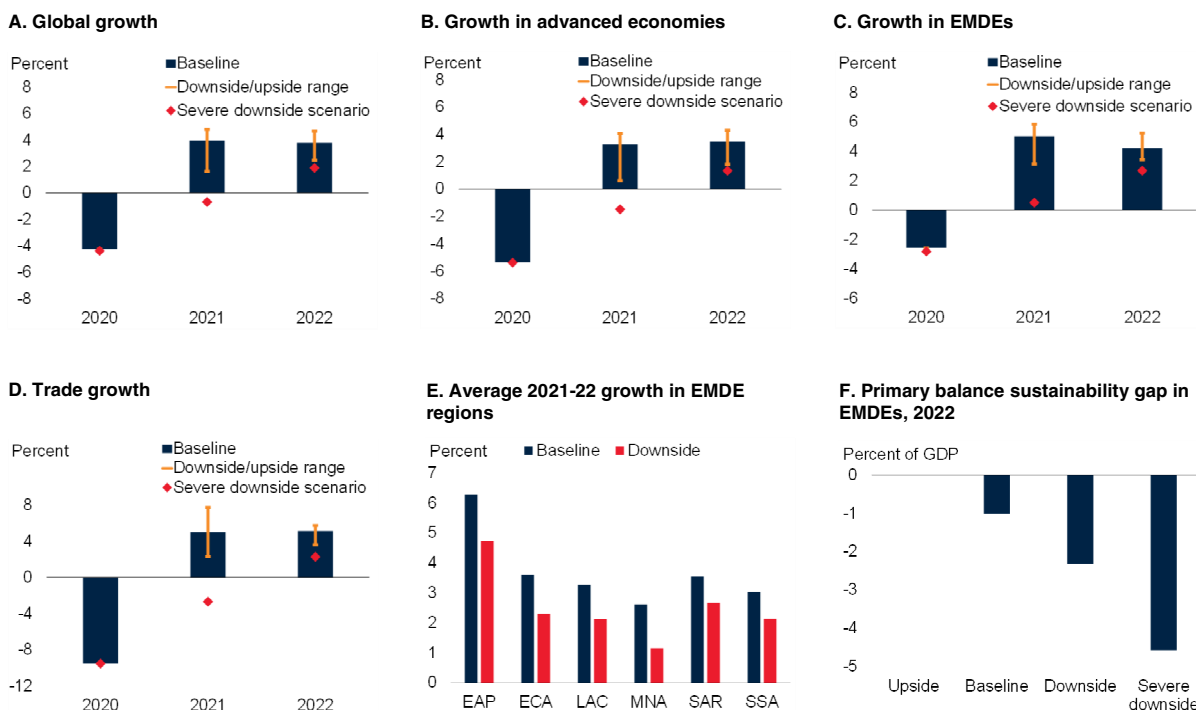 A. Global growth
Percent
Baseline
Downside/upside range
Severe downside scenario
8
6
4
2
0
-2
-4
-6
-8
2020 2021 2022
B. Growth in advanced economies
Percent
Baseline
Downside/upside range
Severe downside scenario
8
6
4
2
0
-2
-4
-6
-8
2020 2021 2022
C. Growth in EMDEs
Percent
Baseline
Downside/upside range
Severe downside scenario
8
6
4
2
0
-2
-4
-6
2020 2021 2022
D. Trade growth
Percent
Baseline
Downside/upside range
Severe downside scenario
8
4
0
-4
-8
-12
2020 2021 2022
E. Average 2021-22 growth in EMDE
regions
Percent
Baseline Downside
7
6
5
4
3
2
1
0
EAP ECA LAC MNA SAR SSA
F. Primary balance sustainability gap in
EMDEs, 2022
Percent of GDP
0
-1
-2
-3
-4
-5
Upside Baseline Downside Severe
downside